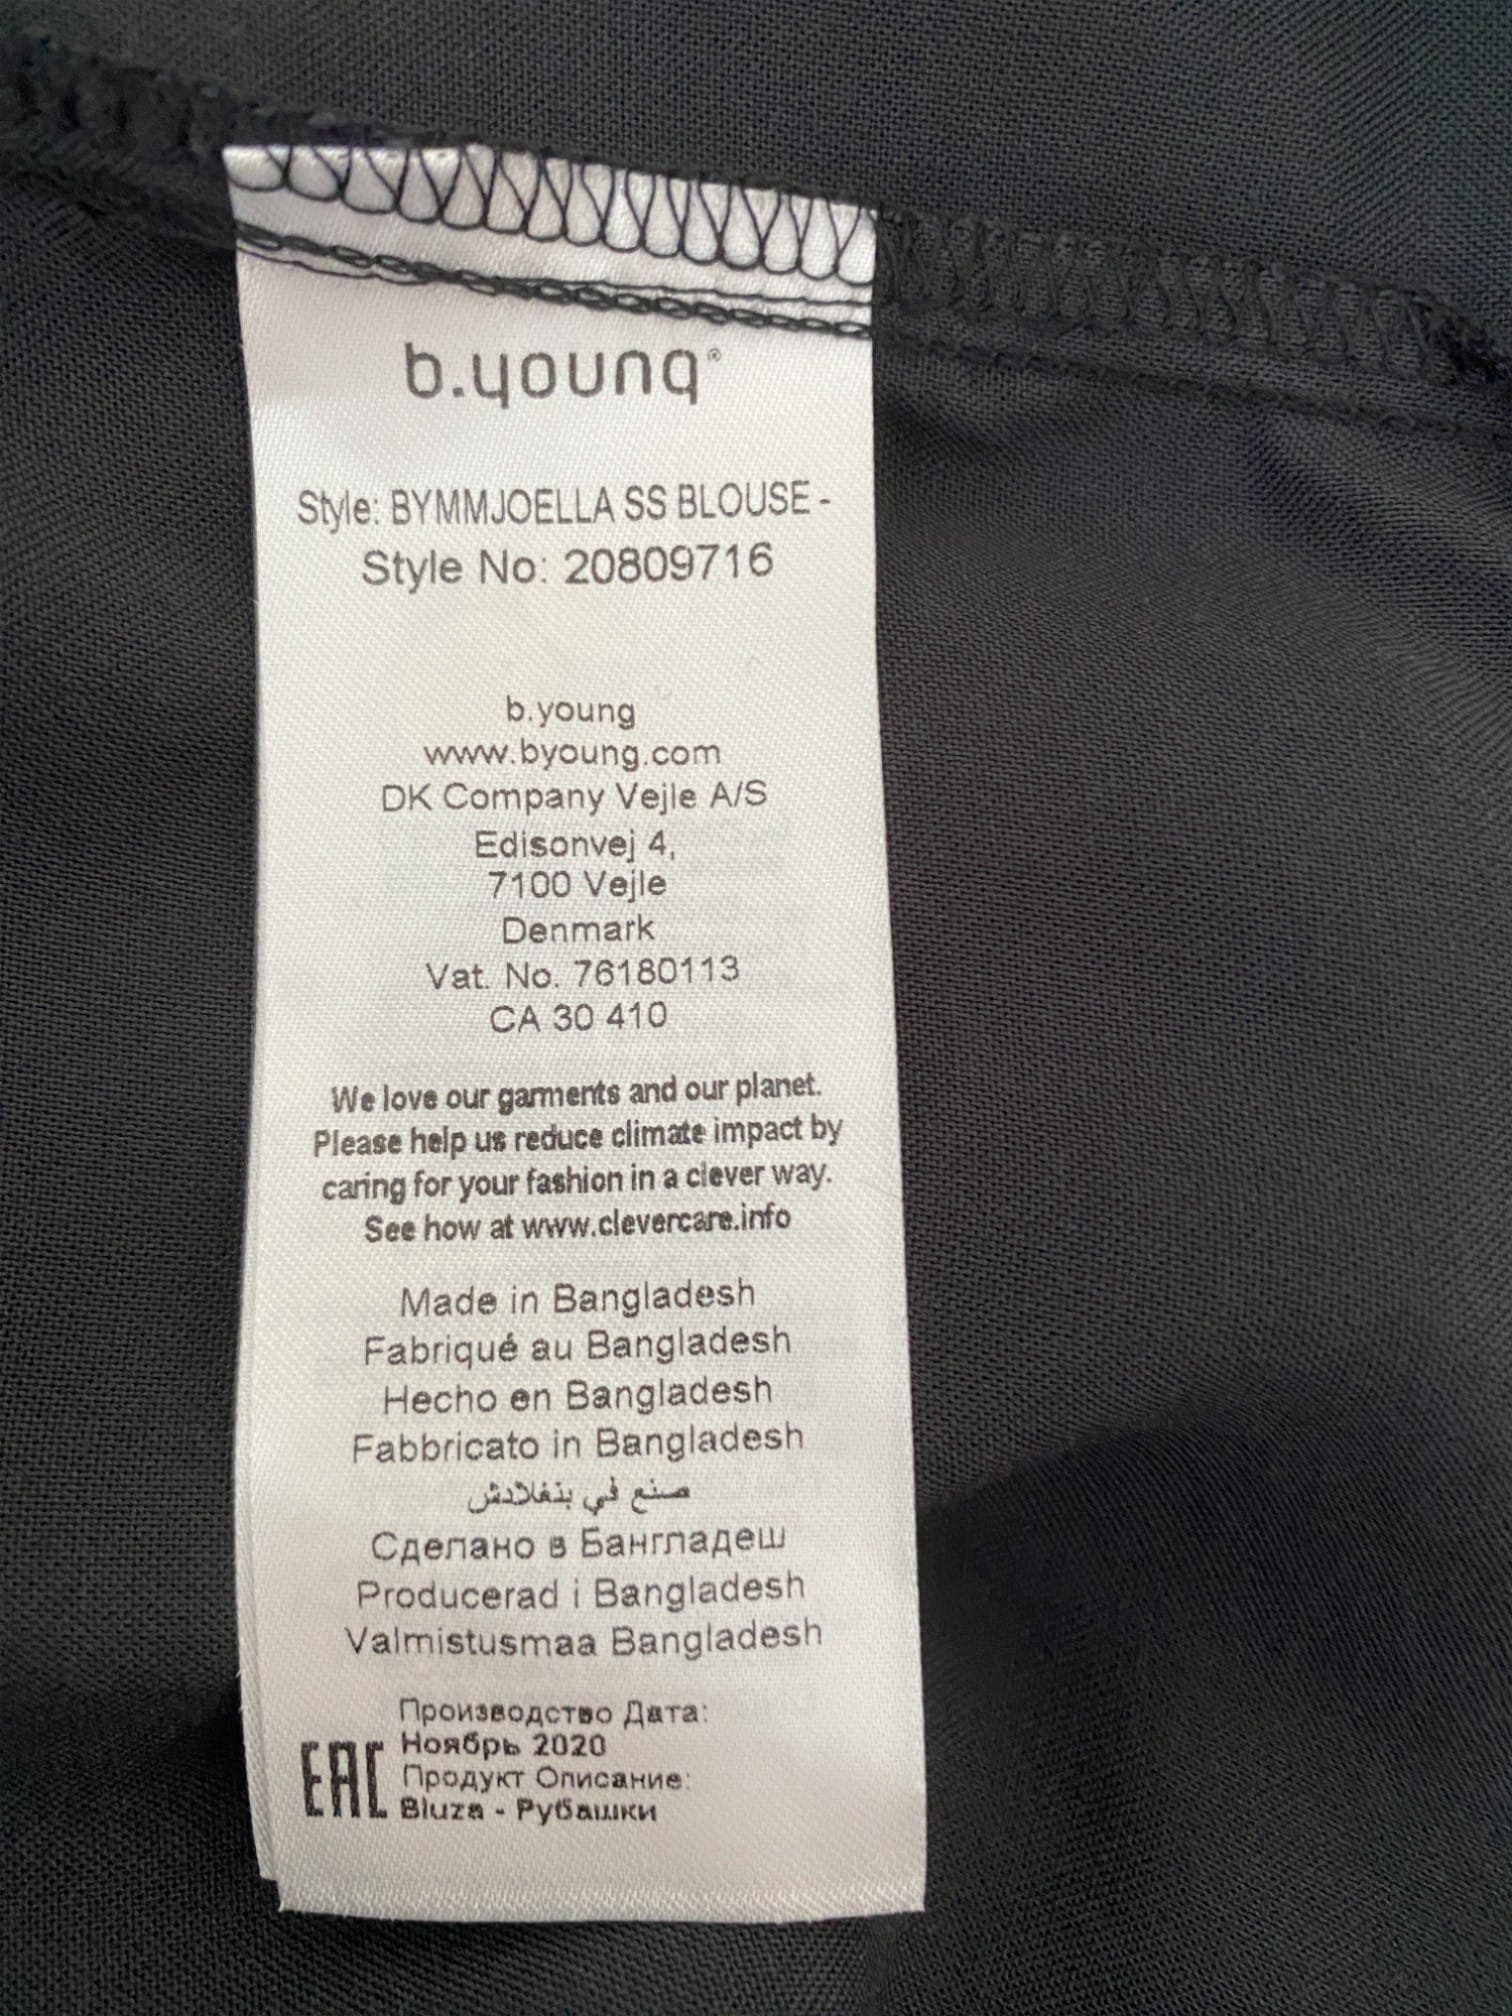 b.young®
Style: BYMMJOELLA SS BLOUSE -
Style No: 20809716
b.young
www.byoung.com
DK Company Vejle A/S
Edisonvej 4,
7100 Vejle
Denmark
Vat. No. 76180113
CA 30 410
We love our garments and our planet.
Please help us reduce climate impact by
caring for your fashion in a clever way.
See how at www.clevercare.info
Made in Bangladesh
Fabriqué au Bangladesh
Hecho en Bangladesh
Fabbricato in Bangladesh
صنع في بنغلادش
Сделано в Бангладеш
Producerad i Bangladesh
Valmistusmaa Bangladesh
Производство Дата:
Ноябрь 2020
Продукт Описание:
Bluza - Рубашки
EAC